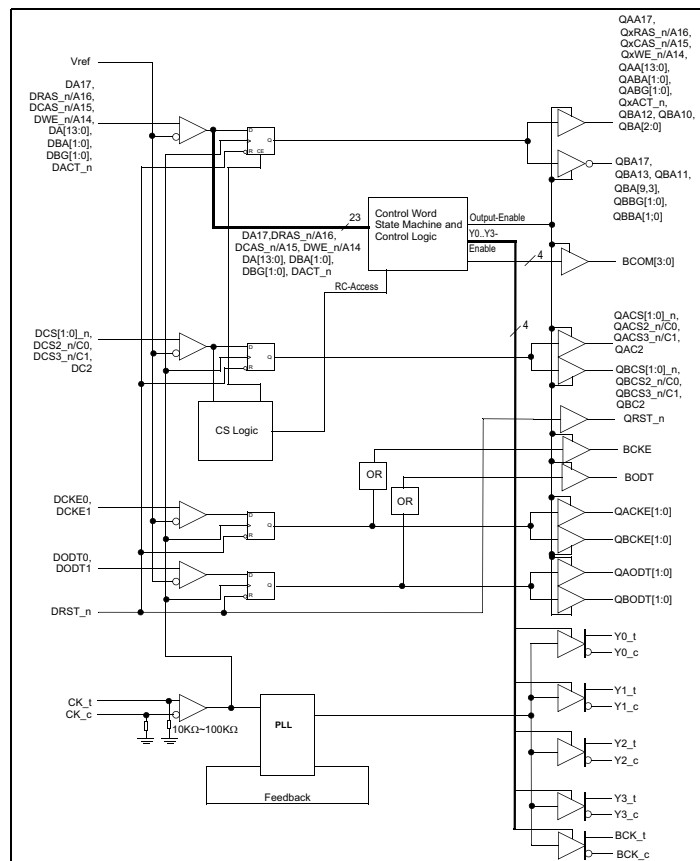 QAA17,
QxRAS_n/A16,
QxCAS_n/A15,
QxWE_n/A14,
QAA[13:0],
QABA[1:0],
QABG[1:0],
QxACT_n,
QBA12, QBA10,
QBA[2:0]
Vref
DA17,
DRAS_n/A16,
DCAS_n/A15,
DWE_n/A14,
DA[13:0],
DBA[1:0],
DBG[1:0],
DACT_n
D
Q
R CE
QBA17,
QBA13, QBA11,
QBA[9,3],
QBBG[1:0],
QBBA[1;0]
23
Control Word
State Machine and
Control Logic
Output-Enable
Y0..Y3-
Enable
4
BCOM[3:0]
DA17,DRAS_n/A16,
DCAS_n/A15, DWE_n/A14
DA[13:0], DBA[1:0],
DBG[1:0], DACT_n
RC-Access
4
DCS[1:0]_n,
DCS2_n/C0,
DCS3_n/C1,
DC2
D
Q
R
QACS[1:0]_n,
QACS2_n/C0,
QACS3_n/C1,
QAC2
QBCS[1:0]_n,
QBCS2_n/C0,
QBCS3_n/C1,
QBC2
CS Logic
QRST_n
BCKE
OR
BODT
OR
DCKE0,
DCKE1
D
Q
R
QACKE[1:0]
QBCKE[1:0]
DODT0,
DODT1
D
Q
R
QAODT[1:0]
QBODT[1:0]
DRST_n
Y0_t
Y0_c
CK_t
CK_c
10KΩ~100KΩ
PLL
Feedback
Y1_t
Y1_c
Y2_t
Y2_c
Y3_t
Y3_c
BCK_t
BCK_c